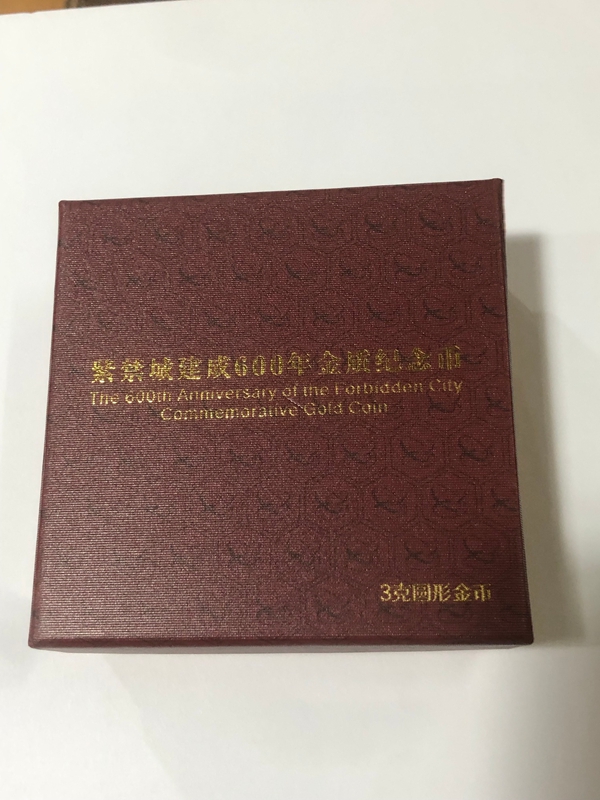 紫禁城建成600年金质纪念币
The 600th Anniversary of the Forbidden City
Commemorative Gold Coin
3克圆形金币